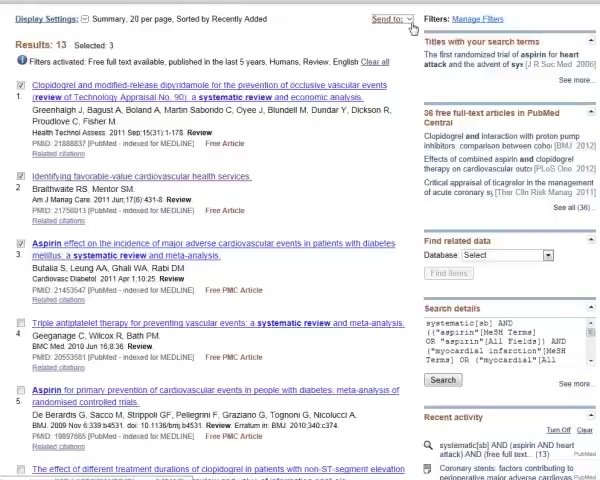 Display Settings: Summary, 20 per page, Sorted by Recently Added
Send to:
Filters: Manage Filters
Results: 13 Selected: 3
Filters activated: Free full text available, published in the last 5 years, Humans, Review, English Clear all
1. Clopidogrel and modified-release dipyridamole for the prevention of occlusive vascular events
(review of Technology Appraisal No. 90): a systematic review and economic analysis.
Greenhalgh J, Bagust A, Boland A, Martin Saborido C, Oyee J, Blundell M, Dundar Y, Dickson R,
Proudlove C, Fisher M.
Health Technol Assess. 2011 Sep;15(31):1-178. Review.
PMID: 21888837 [PubMed - indexed for MEDLINE] Free Article
Related citations
2. Identifying favorable-value cardiovascular health services.
Braithwaite RS, Mentor SM.
Am J Manag Care. 2011 Jun;17(6):431-8. Review.
PMID: 21756013 [PubMed - indexed for MEDLINE] Free Article
Related citations
3. Aspirin effect on the incidence of major adverse cardiovascular events in patients with diabetes
mellitus: a systematic review and meta-analysis.
Butalia S, Leung AA, Ghali WA, Rabi DM.
Cardiovasc Diabetol. 2011 Apr 1;10:25. Review.
PMID: 21453547 [PubMed - indexed for MEDLINE] Free PMC Article
Related citations
4. Triple antiplatelet therapy for preventing vascular events: a systematic review and meta-analysis.
Geeganage C, Wilcox R, Bath PM.
BMC Med. 2010 Jun 16;8:36. Review.
PMID: 20553581 [PubMed - indexed for MEDLINE] Free PMC Article
Related citations
5. Aspirin for primary prevention of cardiovascular events in people with diabetes: meta-analysis of
randomised controlled trials.
De Berardis G, Sacco M, Strippoli GF, Pellegrini F, Graziano G, Tognoni G, Nicolucci A.
BMJ. 2009 Nov 6;339:b4531. doi: 10.1136/bmj.b4531. Review. Erratum in: BMJ. 2010;340:c374.
PMID: 19897665 [PubMed - indexed for MEDLINE] Free Article
Related citations
The effect of different treatment durations of clopidogrel in patients with non-ST-segment elevation
Titles with your search terms
The first randomized trial of aspirin for heart
attack and the advent of sys [J R Soc Med. 2006]
See more...
36 free full-text articles in PubMed
Central
Clopidogrel and interaction with proton pump
inhibitors: comparison between cohor [BMJ. 2012]
Effects of combined aspirin and clopidogrel
therapy on cardiovascular outc [PLoS One. 2012]
Critical appraisal of ticagrelor in the management
of acute coronary sy [Ther Clin Risk Manag. 2011]
See all (36)...
Find related data
Database: Select
Find items
Search details
systematic[sb] AND
(("aspirin"[MeSH Terms]
OR "aspirin"[All Fields]) AND
("myocardial infarction"[MeSH
Terms] OR ("myocardial"[All
Search
See more...
Recent activity
Turn Off Clear
systematic[sb] AND (aspirin AND heart
attack) AND (free full text... (13) PubMed
Coronary stents: factors contributing to
perioperative major adverse cardiovas PubMed